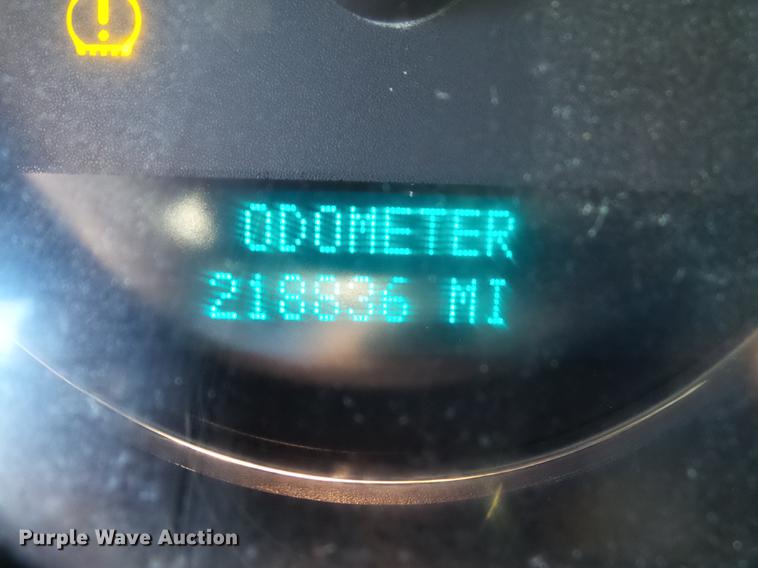 ODOMETER
218836 MI
Purple Wave Auction